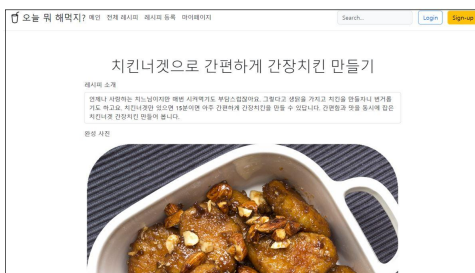 오늘 뭐 해먹지? 메인 전체 레시피 레시피 등록 마이페이지 Search... Login Sign-up
치킨너겟으로 간편하게 간장치킨 만들기
레시피 소개
언제나 사랑하는 치느님이지만 매번 시켜먹기도 부담스럽잖아요. 그렇다고 생닭을 가지고 치킨을 만들자니 번거롭
기도 하고요. 치킨너겟만 있으면 15분이면 아주 간편하게 간장치킨을 만들 수 있답니다. 간편함과 맛을 동시에 잡은
치킨너겟 간장치킨 만들어 봅니다.
완성 사진